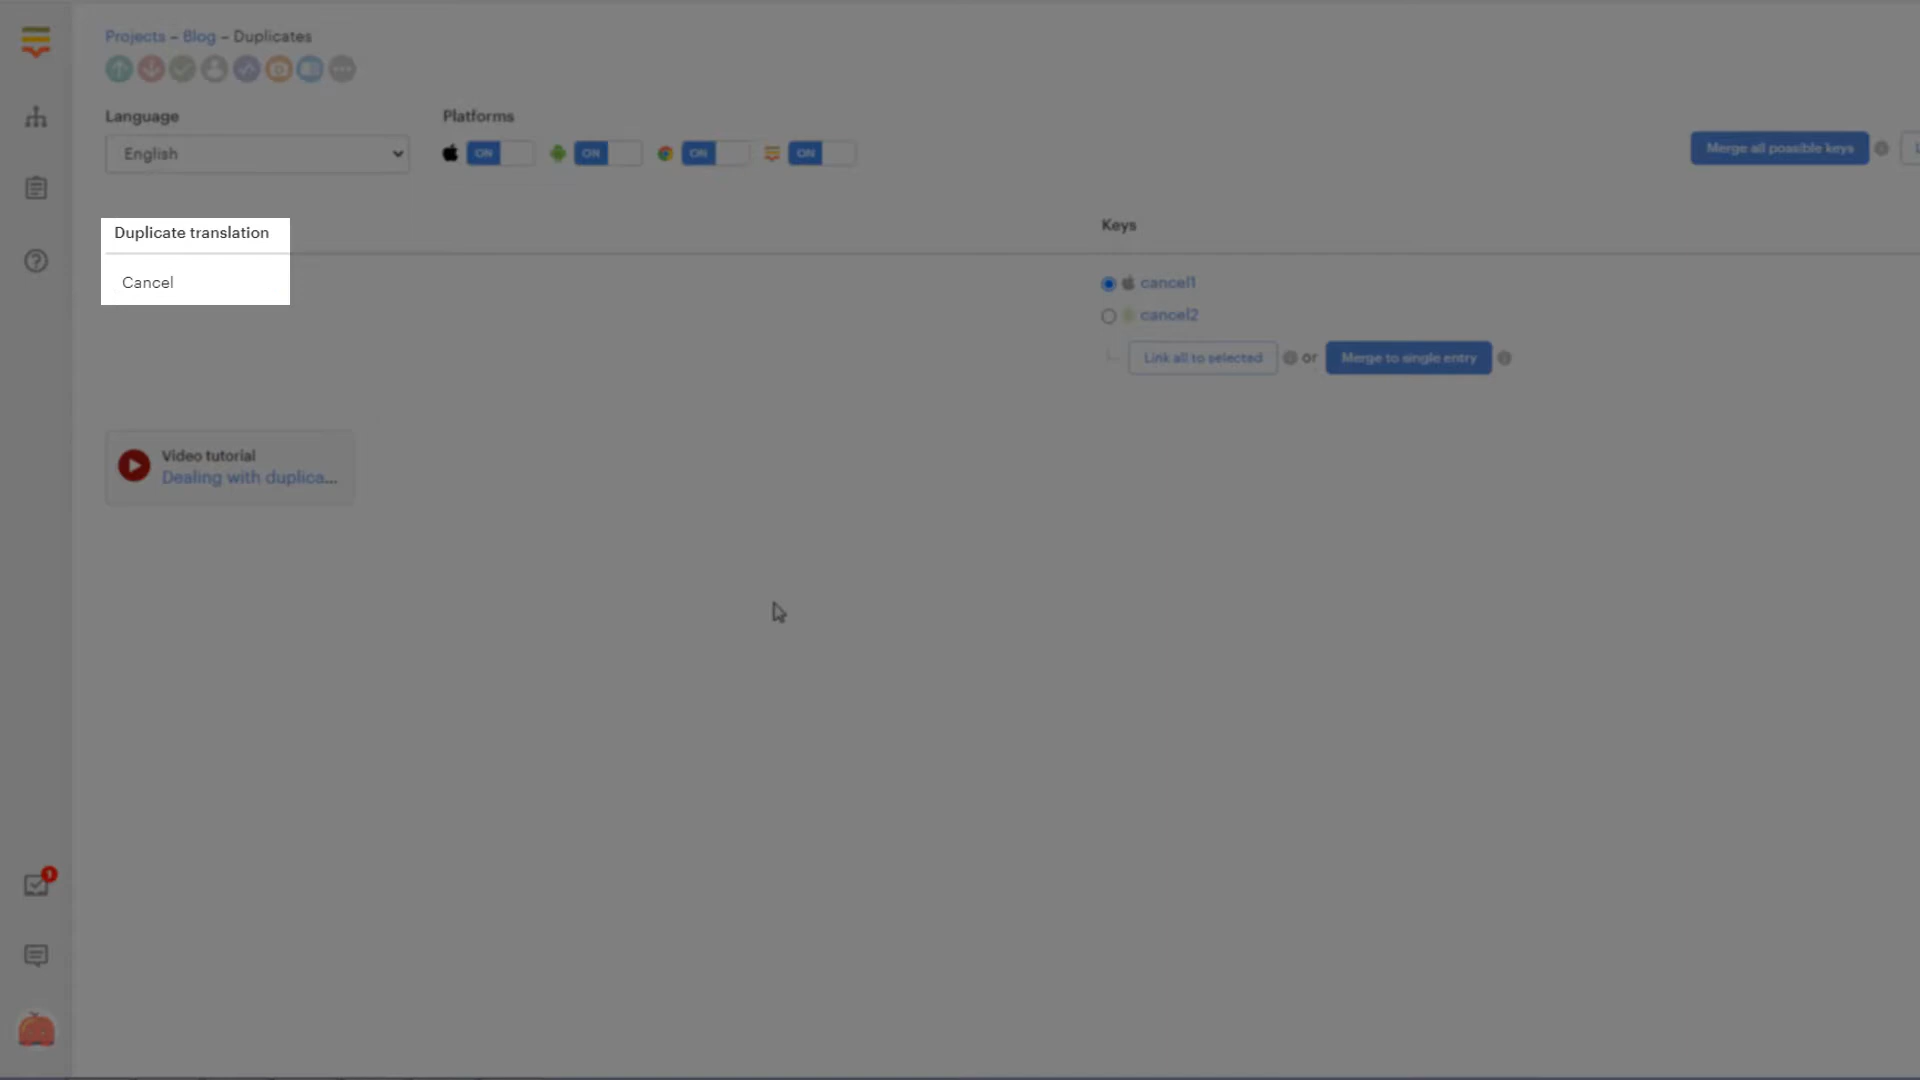 Projects – Blog – Duplicates
Language
Platforms
English
ON
ON
ON
ON
Merge all possible keys
Duplicate translation
Keys
Cancel
cancel1
cancel2
Link all to selected
or
Merge to single entry
Video tutorial
Dealing with duplica...